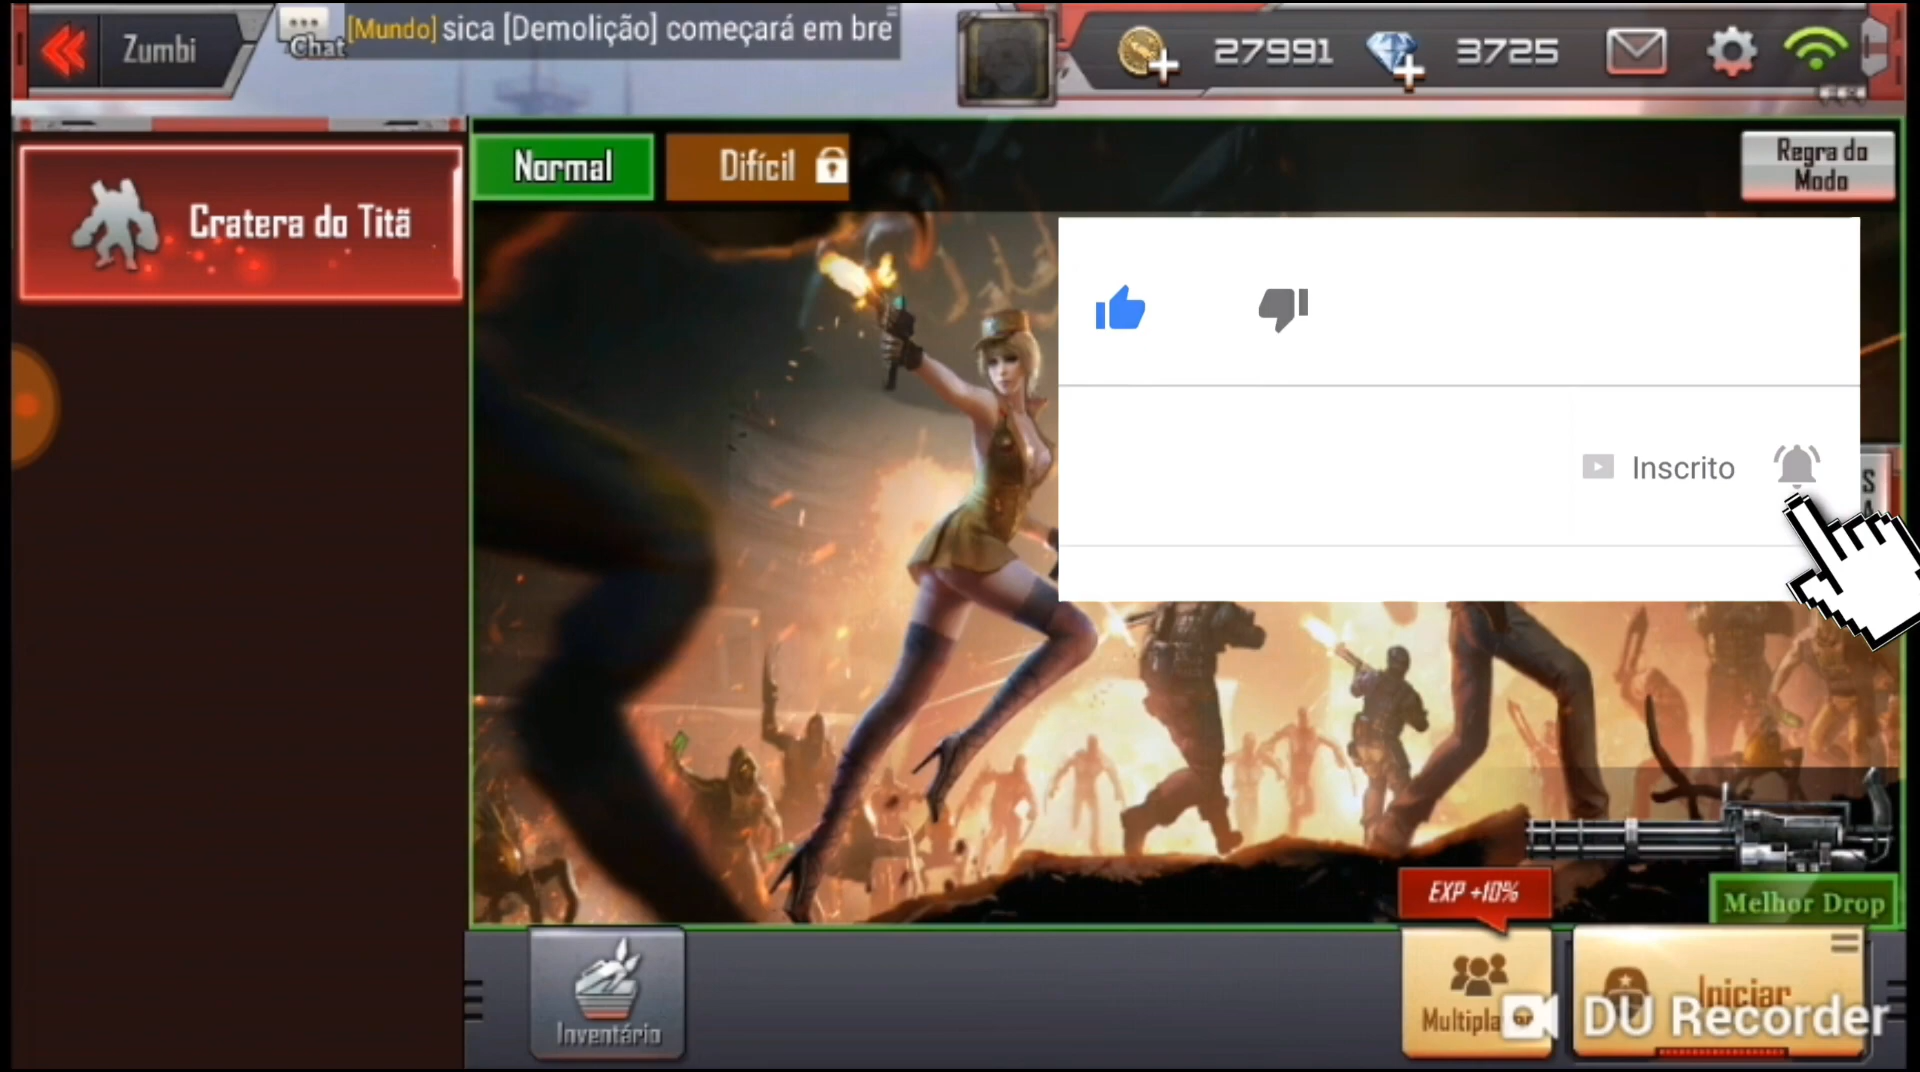 Zumbi
Chat
[Mundo] sica [Demolição] começará em bre
27991
3725
Normal
Difícil
Regra do
Modo
Cratera do Titã
Inscrito
S
EXP +10%
Melhor Drop
Inventário
Iniciar
DU Recorder